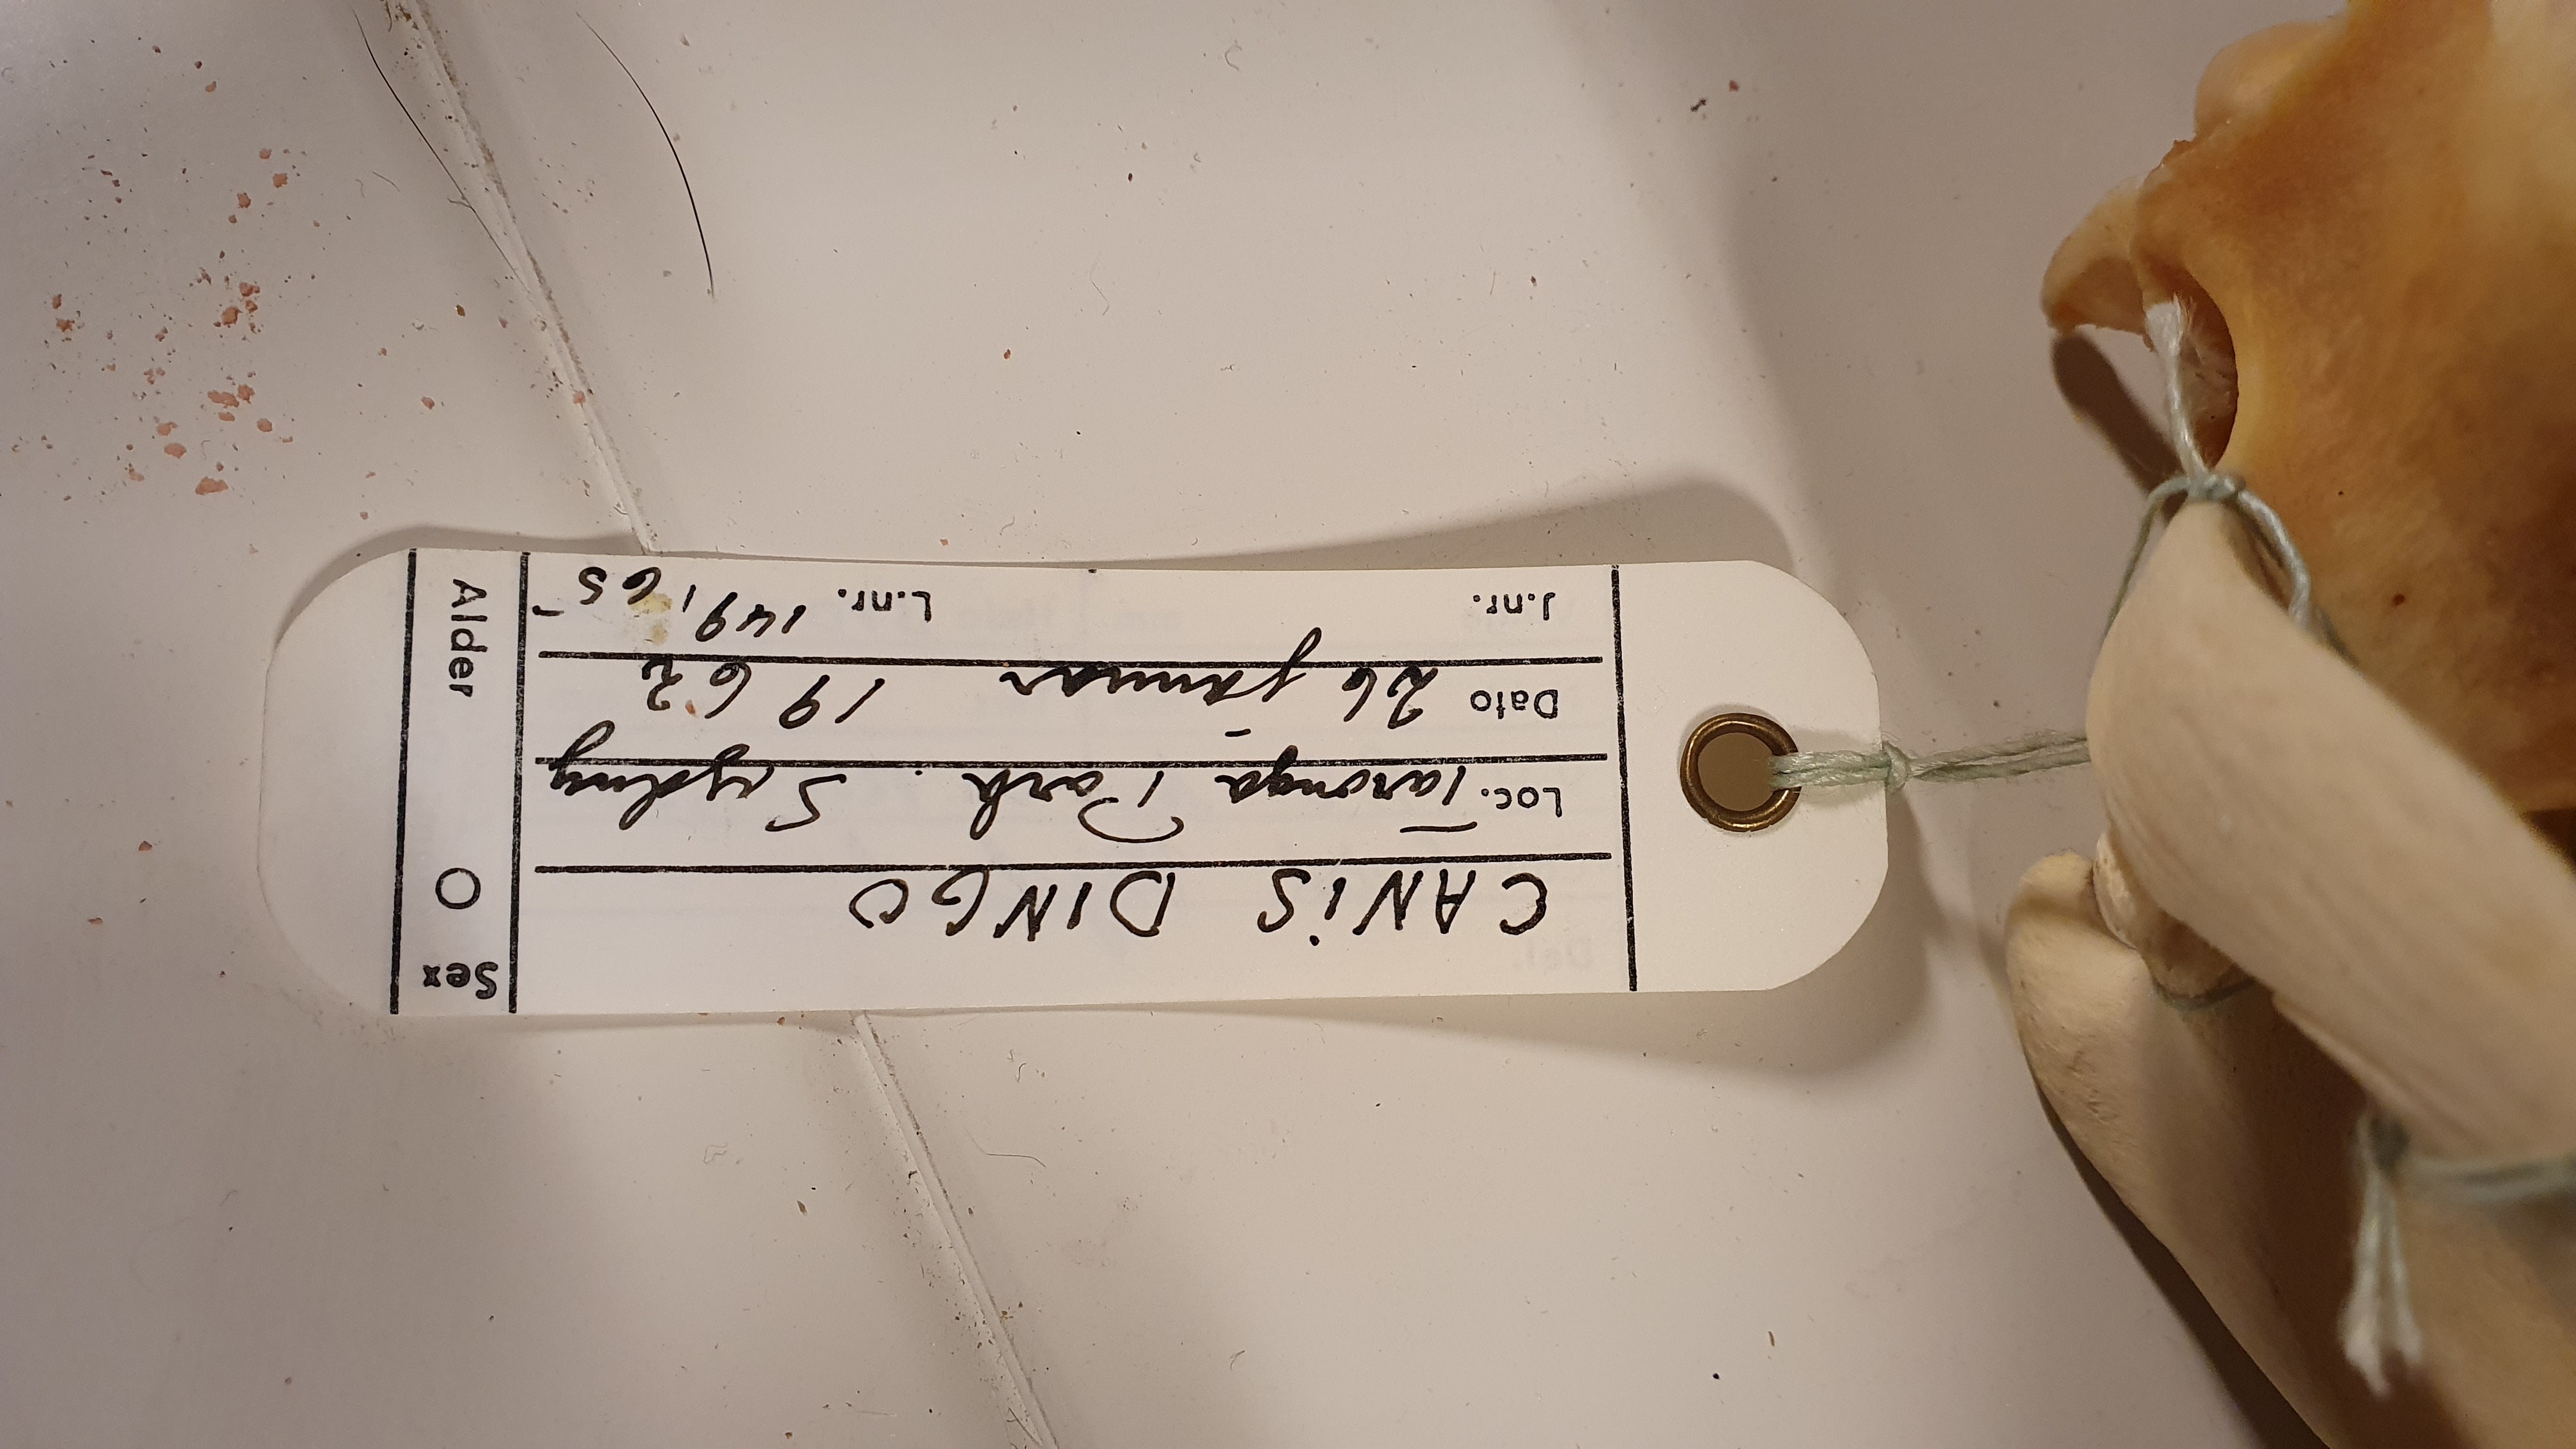 CANiS DINGO
Loc. Taronga Park. Sydney
Dato 26 januar 1962
J.nr. L.nr. 149, 65
Sex O Alder